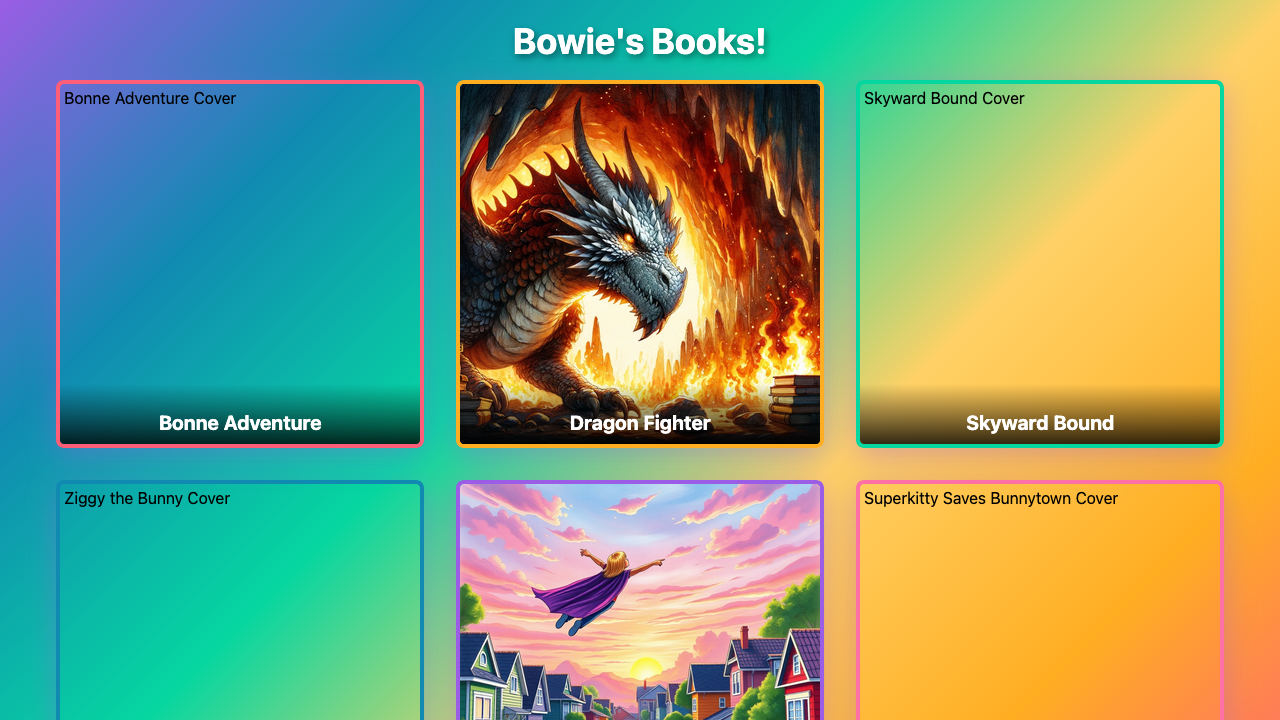 Bowie's Books!
Bonne Adventure Cover
Bonne Adventure
Dragon Fighter
Skyward Bound Cover
Skyward Bound
Ziggy the Bunny Cover
Superkitty Saves Bunnytown Cover